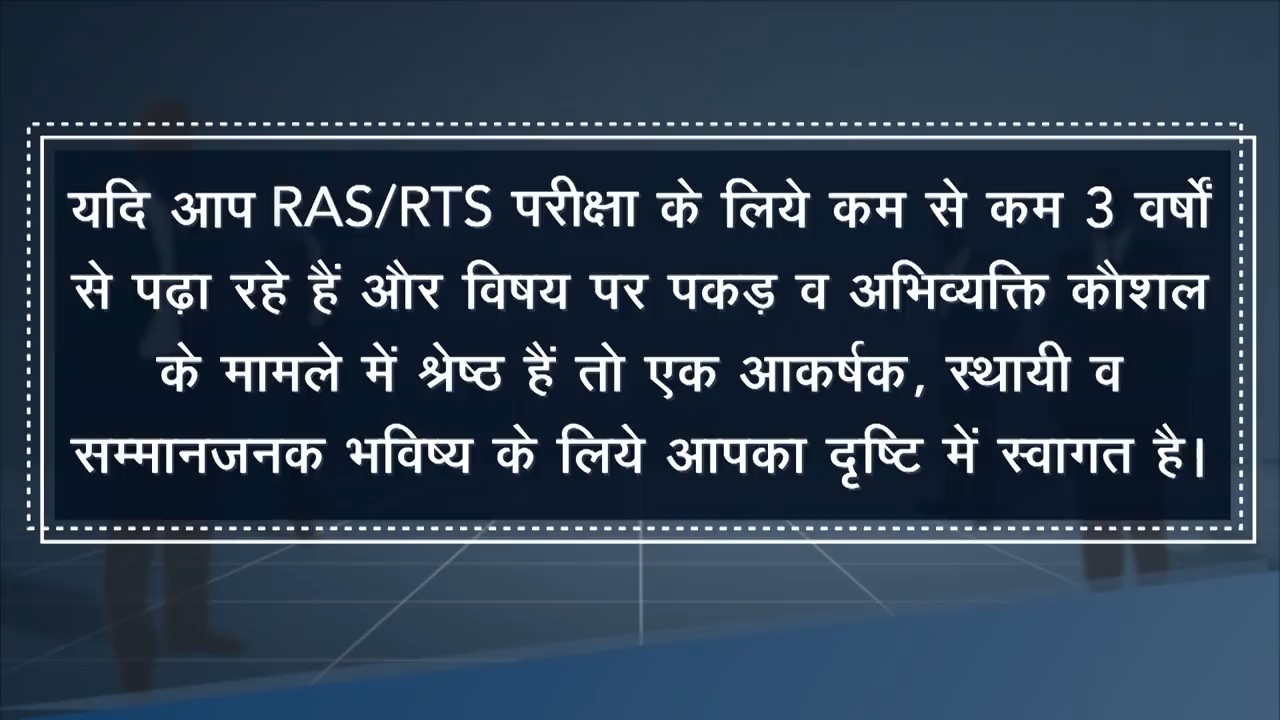 यदि आप RAS/RTS परीक्षा के लिये कम से कम 3 वर्षों
से पढ़ा रहे हैं और विषय पर पकड़ व अभिव्यक्ति कौशल
के मामले में श्रेष्ठ हैं तो एक आकर्षक, स्थायी व
सम्मानजनक भविष्य के लिये आपका दृष्टि में स्वागत है।